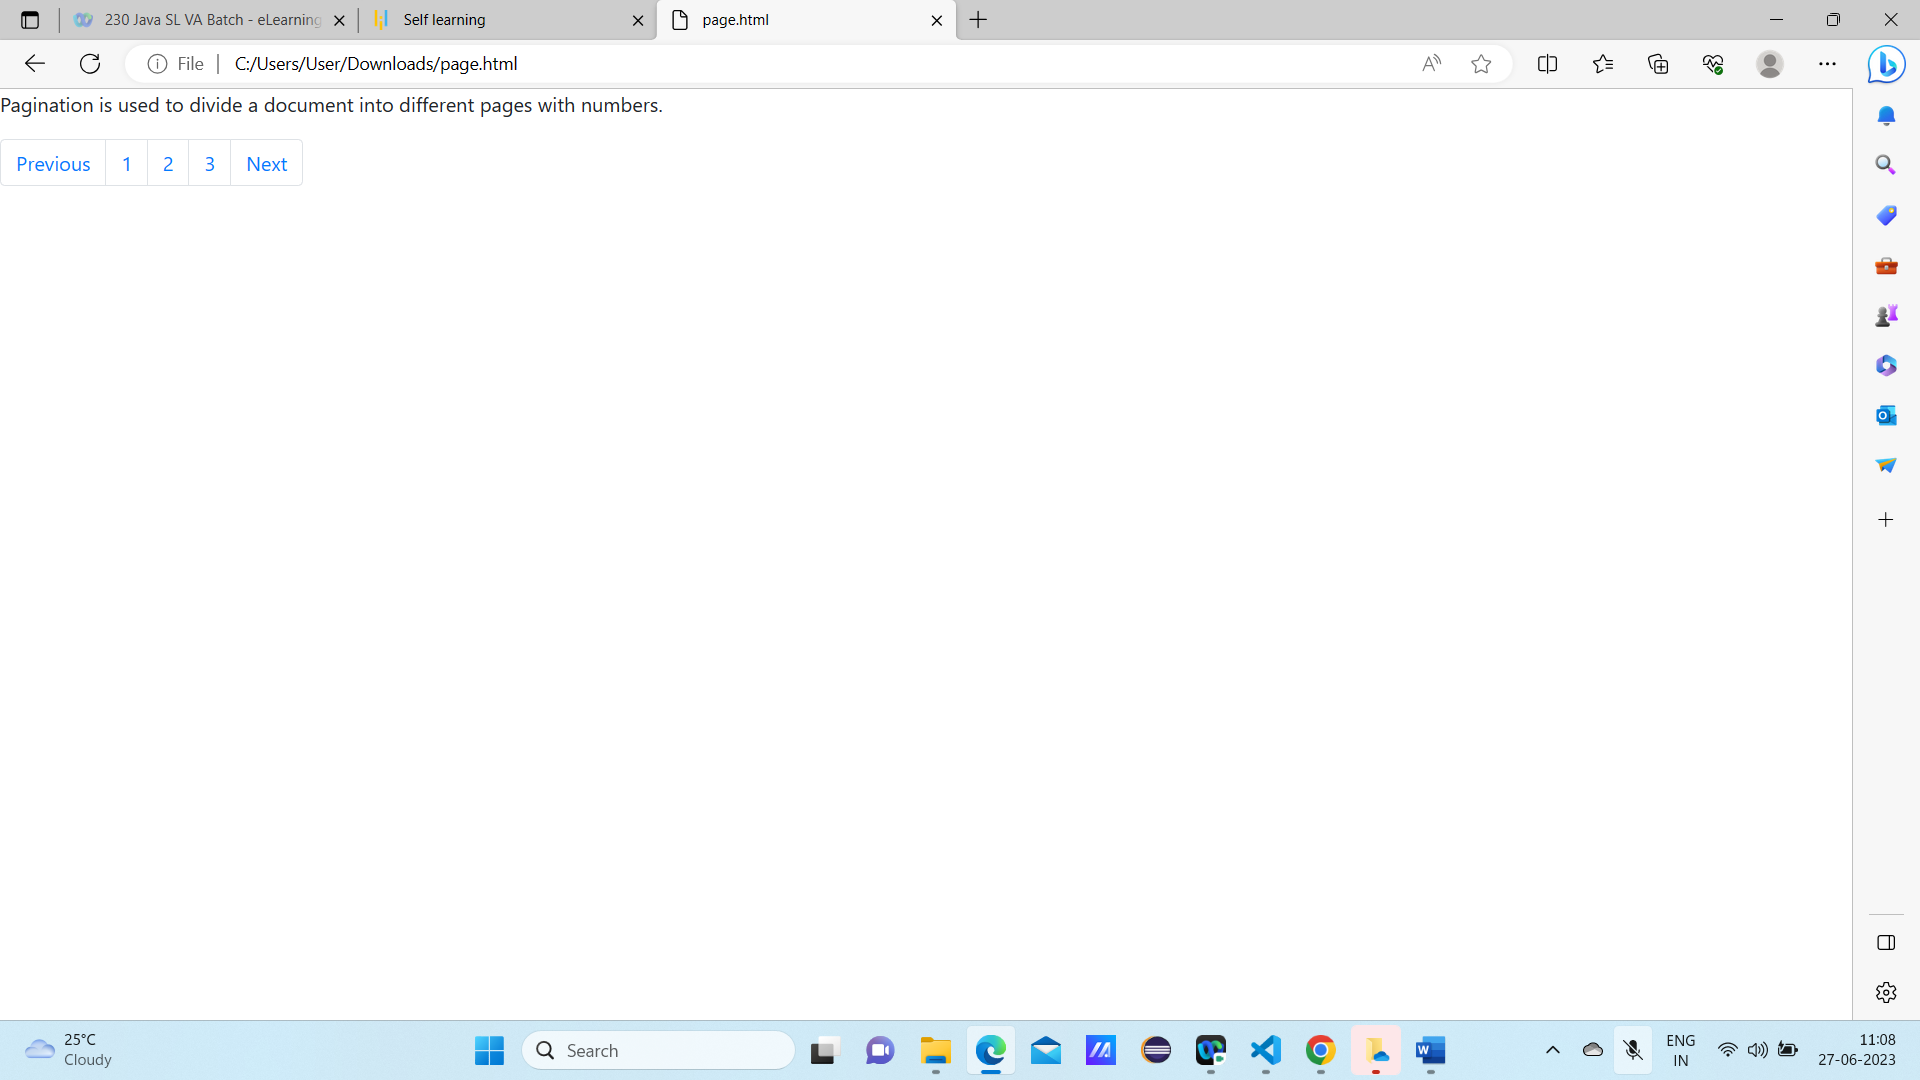 230 Java SL VA Batch - eLearning
Self learning
page.html
File
C:/Users/User/Downloads/page.html
Pagination is used to divide a document into different pages with numbers.
Previous 1 2 3 Next
25°C
Cloudy
Search
ENG
IN
11:08
27-06-2023